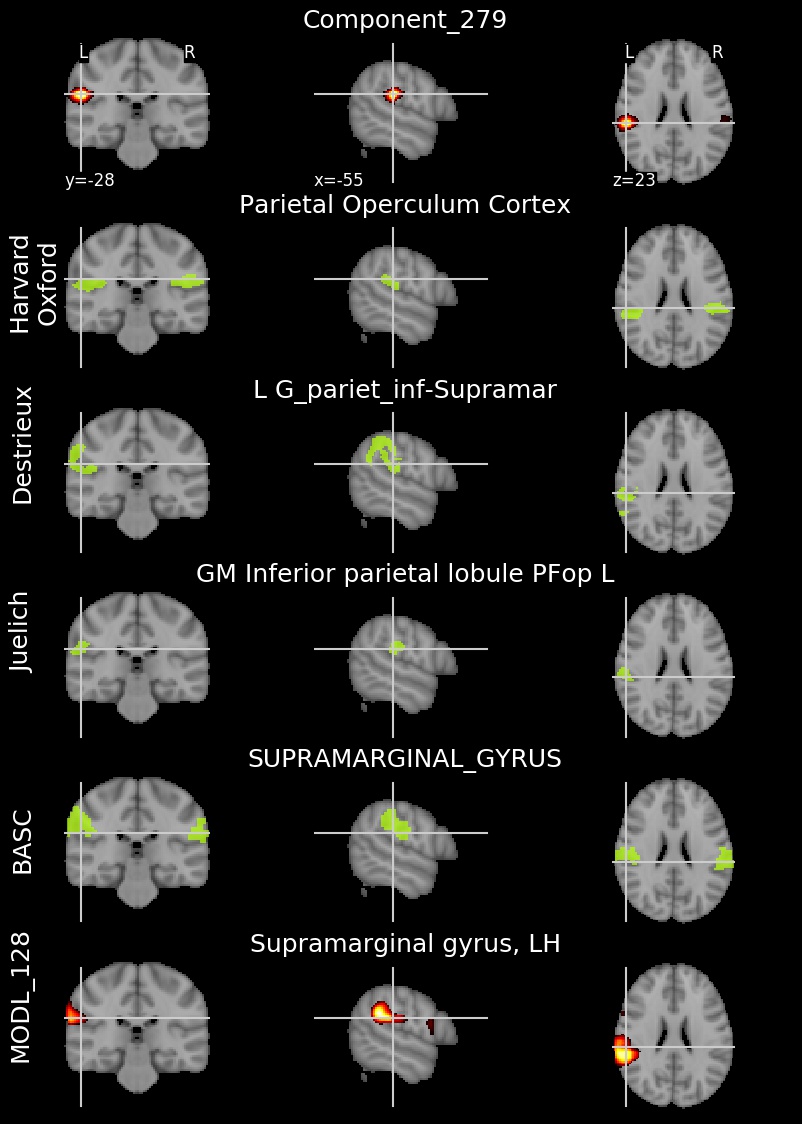 Component_279
L R
L R
y=-28
x=-55
z=23
Parietal Operculum Cortex
Harvard
Oxford
L G_pariet_inf-Supramar
Destrieux
GM Inferior parietal lobule PFop L
Juelich
SUPRAMARGINAL_GYRUS
BASC
Supramarginal gyrus, LH
MODL_128